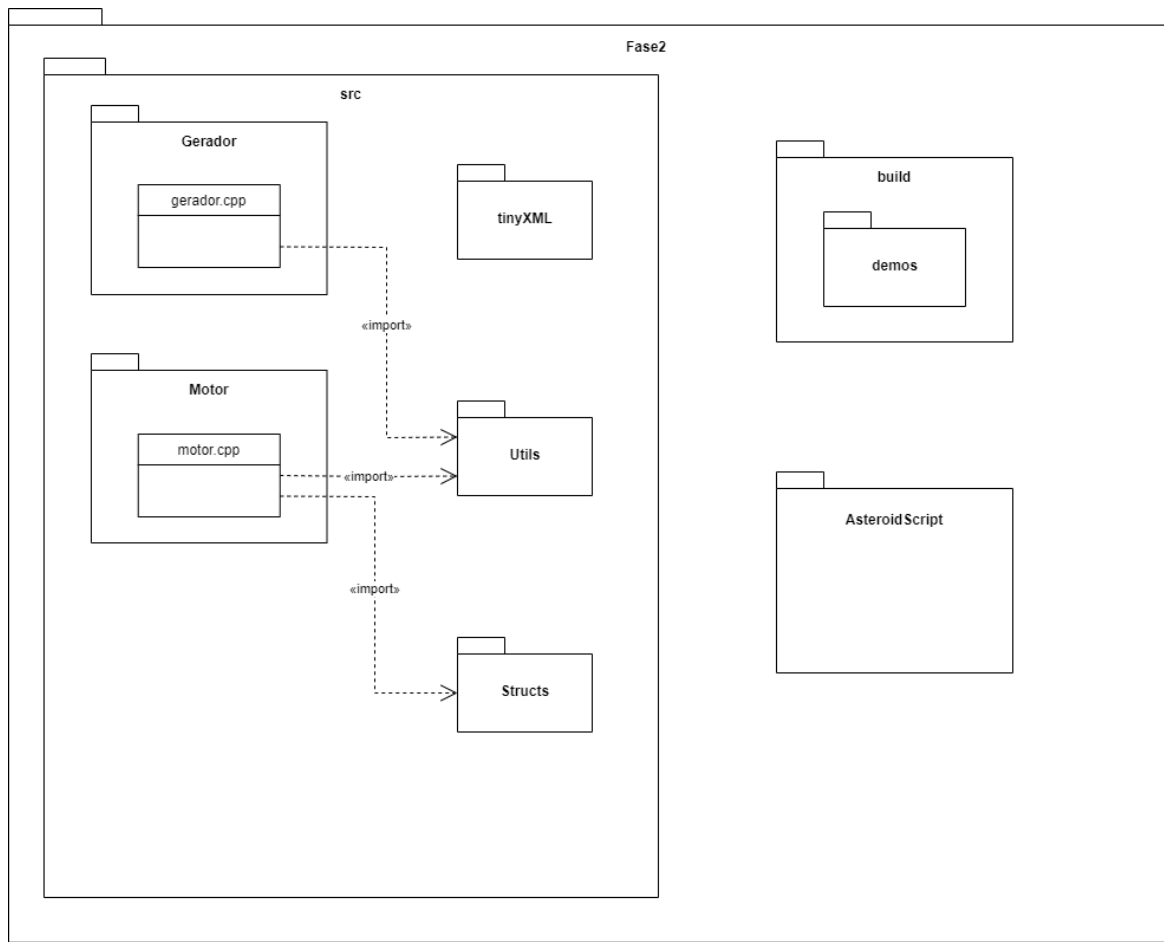 Fase2
src
Gerador
gerador.cpp
tinyXML
build
demos
«import»
Motor
motor.cpp
«import»
Utils
AsteroidScript
«import»
Structs